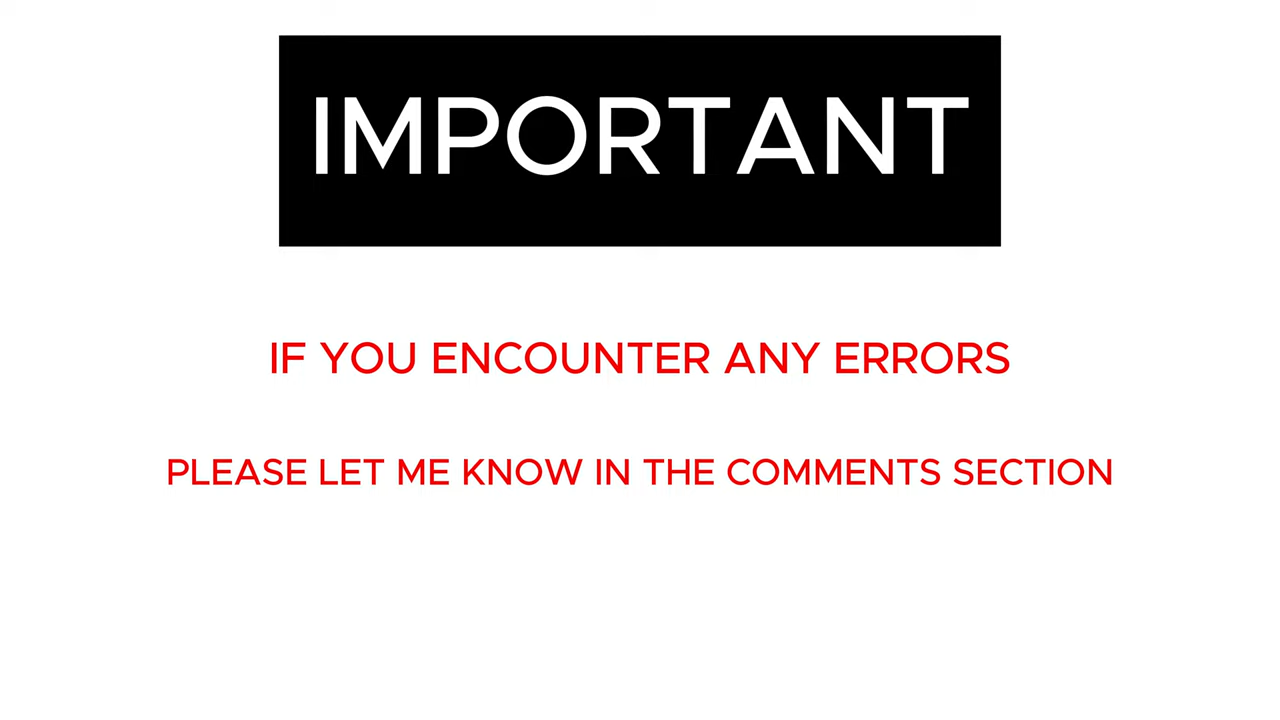 IMPORTANT
IF YOU ENCOUNTER ANY ERRORS
PLEASE LET ME KNOW IN THE COMMENTS SECTION